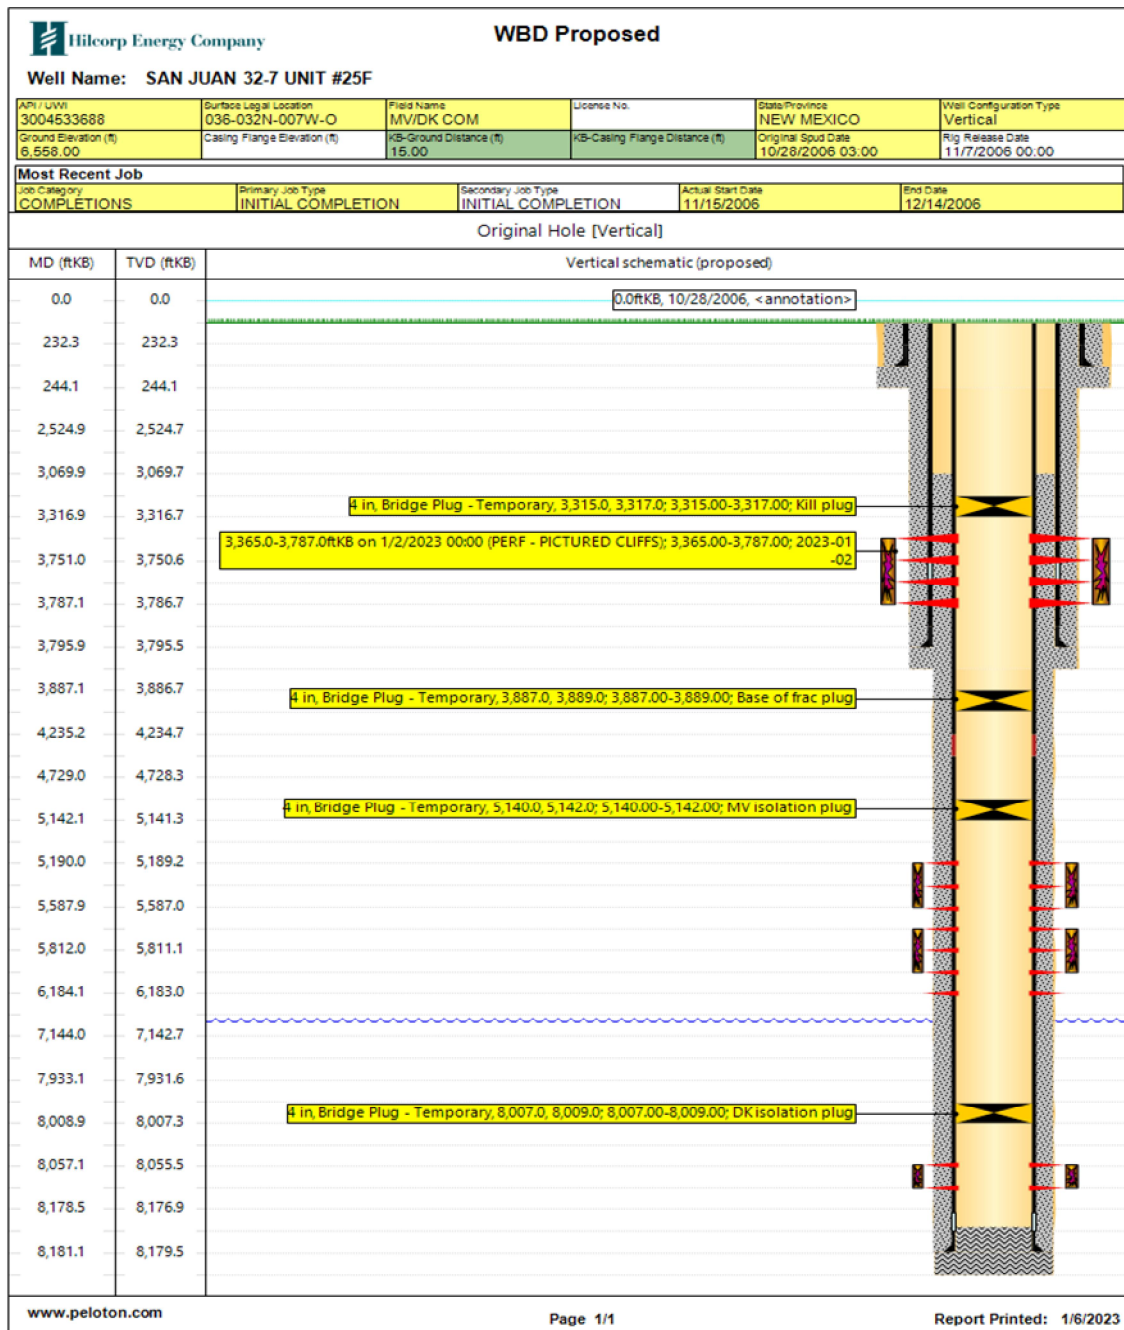 Hilcorp Energy Company
WBD Proposed
Well Name: SAN JUAN 32-7 UNIT #25F
API / UWI
3004533688
Surface Legal Location
036-032N-007W-O
Field Name
MV/DK COM
License No.
State/Province
NEW MEXICO
Well Configuration Type
Vertical
Ground Elevation (ft)
6,558.00
Casing Flange Elevation (ft)
KB-Ground Distance (ft)
15.00
KB-Casing Flange Distance (ft)
Original Spud Date
10/28/2006 03:00
Rig Release Date
11/7/2006 00:00
Most Recent Job
Job Category
COMPLETIONS
Primary Job Type
INITIAL COMPLETION
Secondary Job Type
INITIAL COMPLETION
Actual Start Date
11/15/2006
End Date
12/14/2006
Original Hole [Vertical]
MD (ftKB) TVD (ftKB) Vertical schematic (proposed)
0.0 0.0 0.0ftKB, 10/28/2006, <annotation>
232.3 232.3
244.1 244.1
2,524.9 2,524.7
3,069.9 3,069.7
4 in, Bridge Plug - Temporary, 3,315.0, 3,317.0; 3,315.00-3,317.00; Kill plug
3,316.9 3,316.7
3,365.0-3,787.0ftKB on 1/2/2023 00:00 (PERF - PICTURED CLIFFS); 3,365.00-3,787.00; 2023-01
-02
3,751.0 3,750.6
3,787.1 3,786.7
3,795.9 3,795.5
3,887.1 3,886.7
4 in, Bridge Plug - Temporary, 3,887.0, 3,889.0; 3,887.00-3,889.00; Base of frac plug
4,235.2 4,234.7
4,729.0 4,728.3
4 in, Bridge Plug - Temporary, 5,140.0, 5,142.0; 5,140.00-5,142.00; MV isolation plug
5,142.1 5,141.3
5,190.0 5,189.2
5,587.9 5,587.0
5,812.0 5,811.1
6,184.1 6,183.0
7,144.0 7,142.7
7,933.1 7,931.6
4 in, Bridge Plug - Temporary, 8,007.0, 8,009.0; 8,007.00-8,009.00; DK isolation plug
8,008.9 8,007.3
8,057.1 8,055.5
8,178.5 8,176.9
8,181.1 8,179.5
www.peloton.com
Page 1/1
Report Printed: 1/6/2023